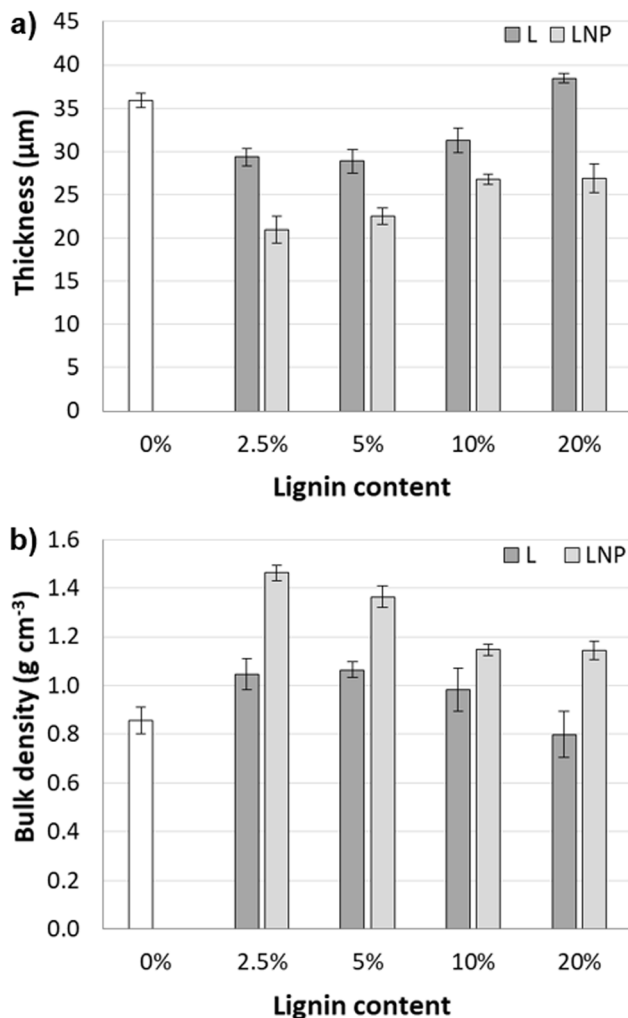 a)
L LNP
Thickness (μm)
45
40
35
30
25
20
15
10
5
0
0% 2.5% 5% 10% 20%
Lignin content
b)
L LNP
Bulk density (g cm⁻³)
1.6
1.4
1.2
1.0
0.8
0.6
0.4
0.2
0.0
0% 2.5% 5% 10% 20%
Lignin content